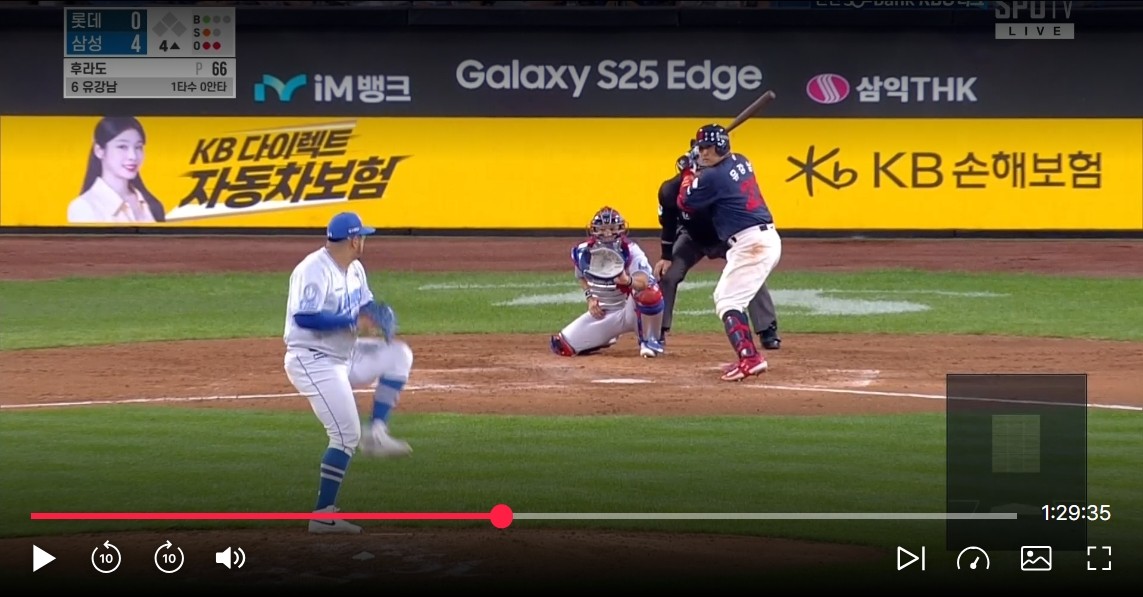 롯데 0
삼성 4
4▲
B
S
O
후라도 P 66
6 유강남 1타수 0안타
SPOTV
LIVE
iM뱅크
Galaxy S25 Edge
삼익THK
KB 다이렉트
자동차보험
KB 손해보험
1:29:35
10 10